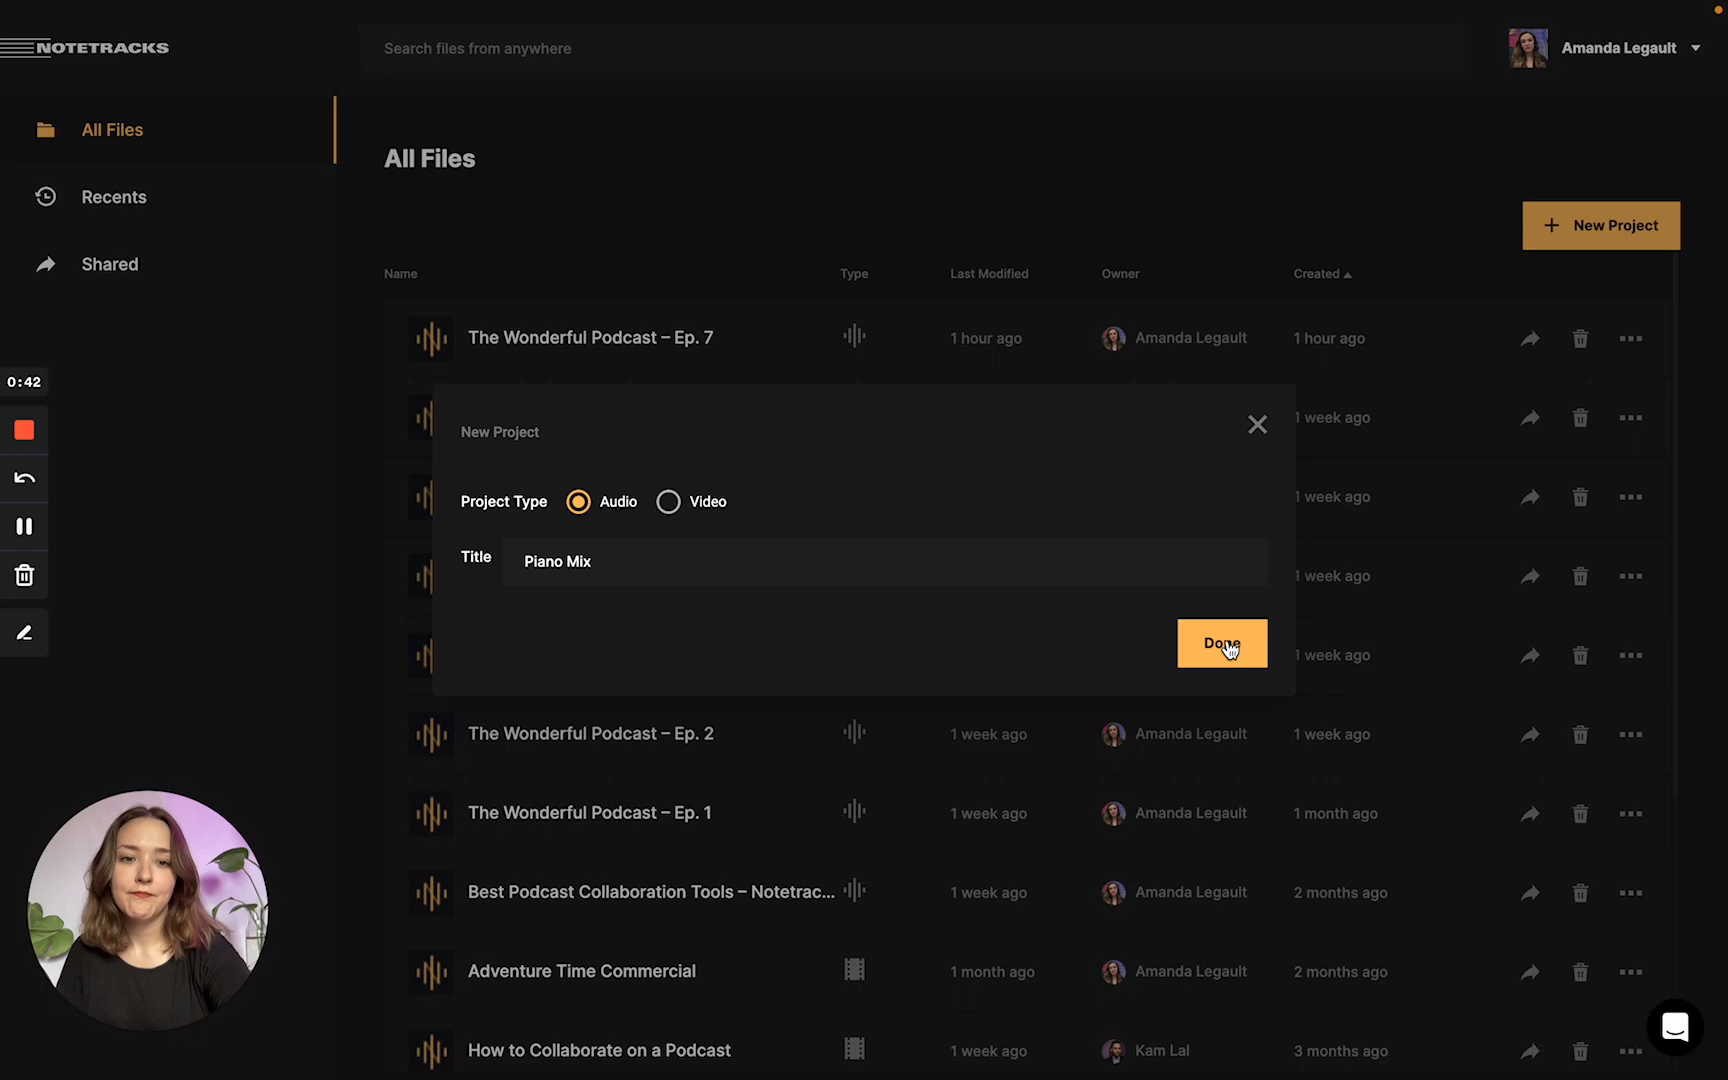 NOTETRACKS
Search files from anywhere
Amanda Legault
All Files
Recents
Shared
All Files
New Project
Name Type Last Modified Owner Created
The Wonderful Podcast – Ep. 7 1 hour ago Amanda Legault 1 hour ago
0:42
1 week ago
New Project
1 week ago
Project Type Audio Video
Title Piano Mix
1 week ago
Done
1 week ago
The Wonderful Podcast – Ep. 2 1 week ago Amanda Legault 1 week ago
The Wonderful Podcast – Ep. 1 1 week ago Amanda Legault 1 month ago
Best Podcast Collaboration Tools – Notetrac... 1 week ago Amanda Legault 2 months ago
Adventure Time Commercial 1 month ago Amanda Legault 2 months ago
How to Collaborate on a Podcast 1 week ago Kam Lal 3 months ago